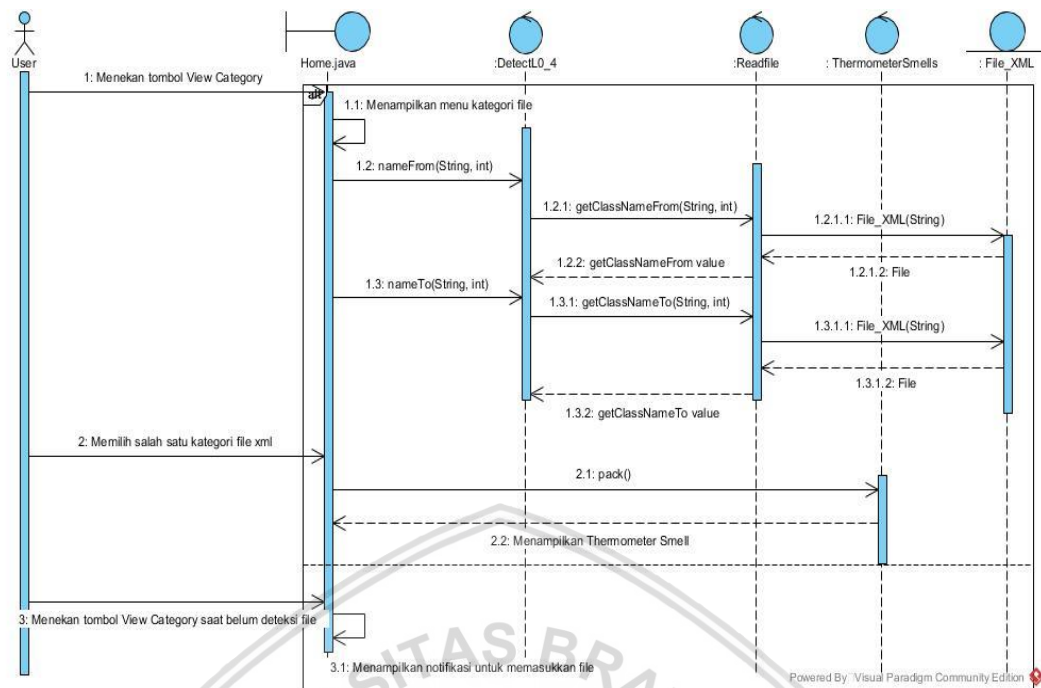 User
Home.java
:DetectL0_4
:Readfile
: ThermometerSmells
: File_XML
alt
1: Menekan tombol View Category
1.1: Menampilkan menu kategori file
1.2: nameFrom(String, int)
1.2.1: getClassNameFrom(String, int)
1.2.1.1: File_XML(String)
1.2.1.2: File
1.2.2: getClassNameFrom value
1.3: nameTo(String, int)
1.3.1: getClassNameTo(String, int)
1.3.1.1: File_XML(String)
1.3.1.2: File
1.3.2: getClassNameTo value
2: Memilih salah satu kategori file xml
2.1: pack()
2.2: Menampilkan Thermometer Smell
3: Menekan tombol View Category saat belum deteksi file
3.1: Menampilkan notifikasi untuk memasukkan file
SITAS BRA
Powered By Visual Paradigm Community Edition